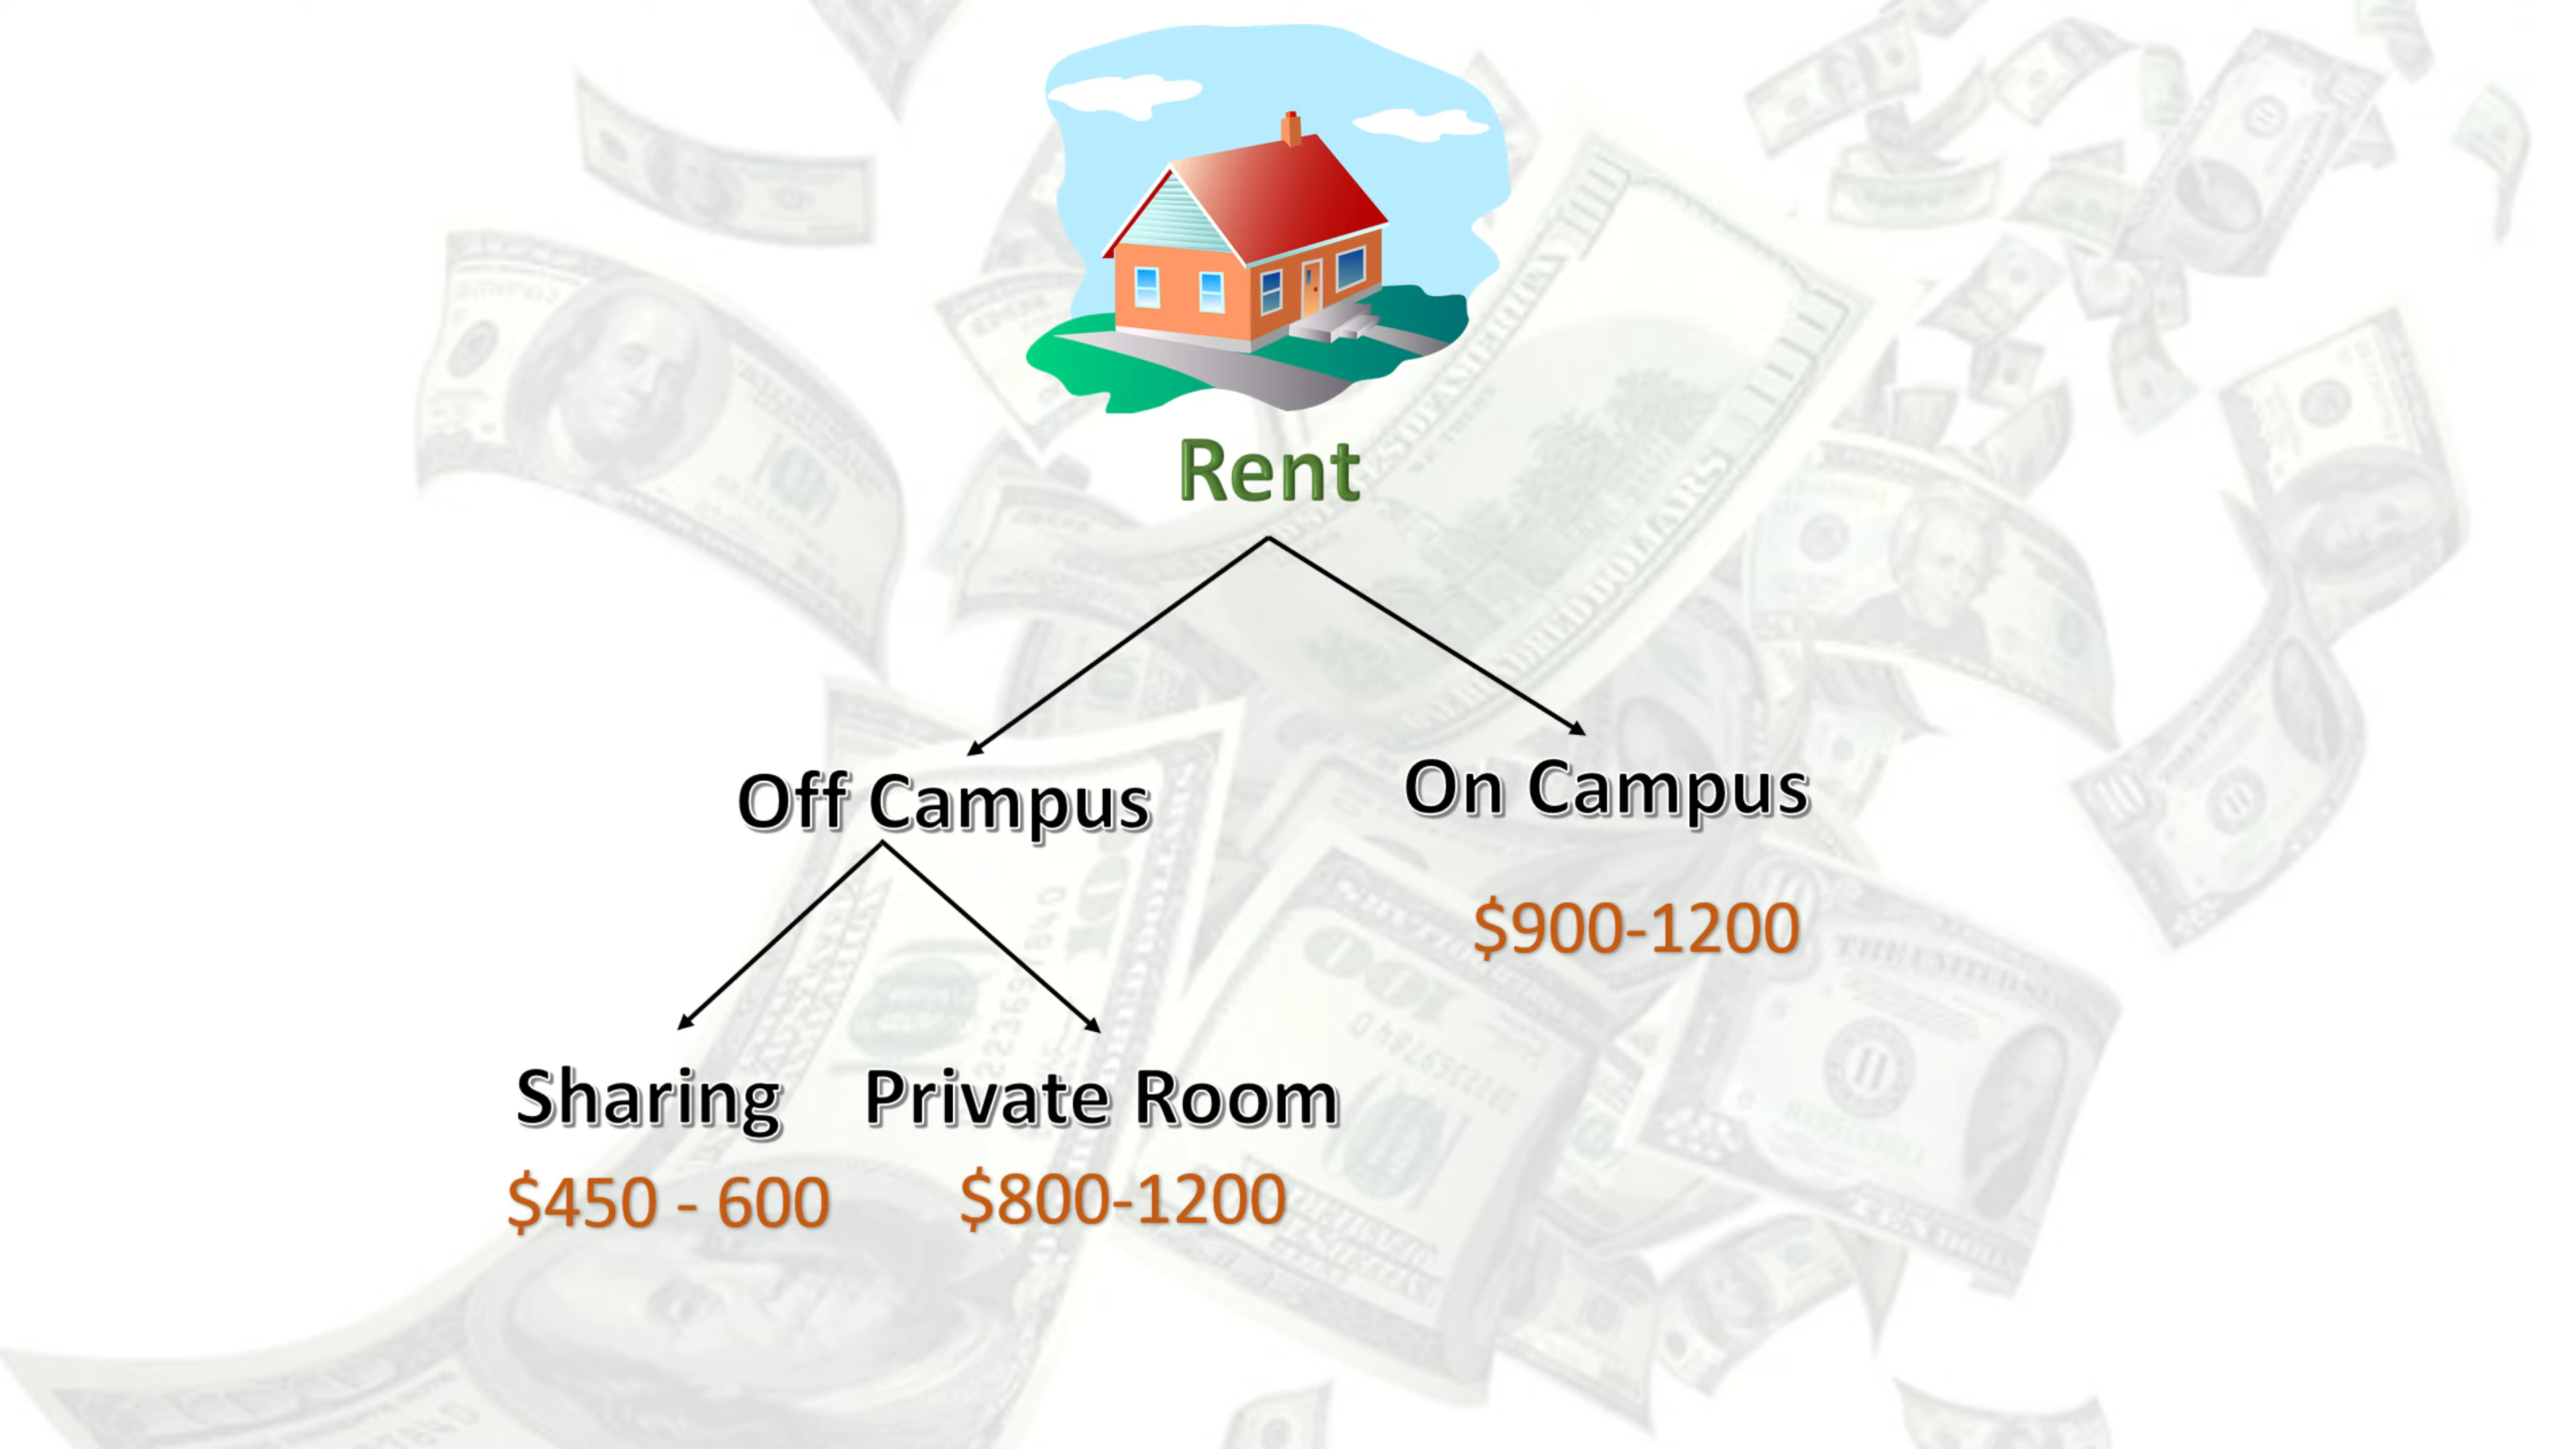 Rent
Off Campus
On Campus
$900-1200
Sharing
Private Room
$450 - 600
$800-1200